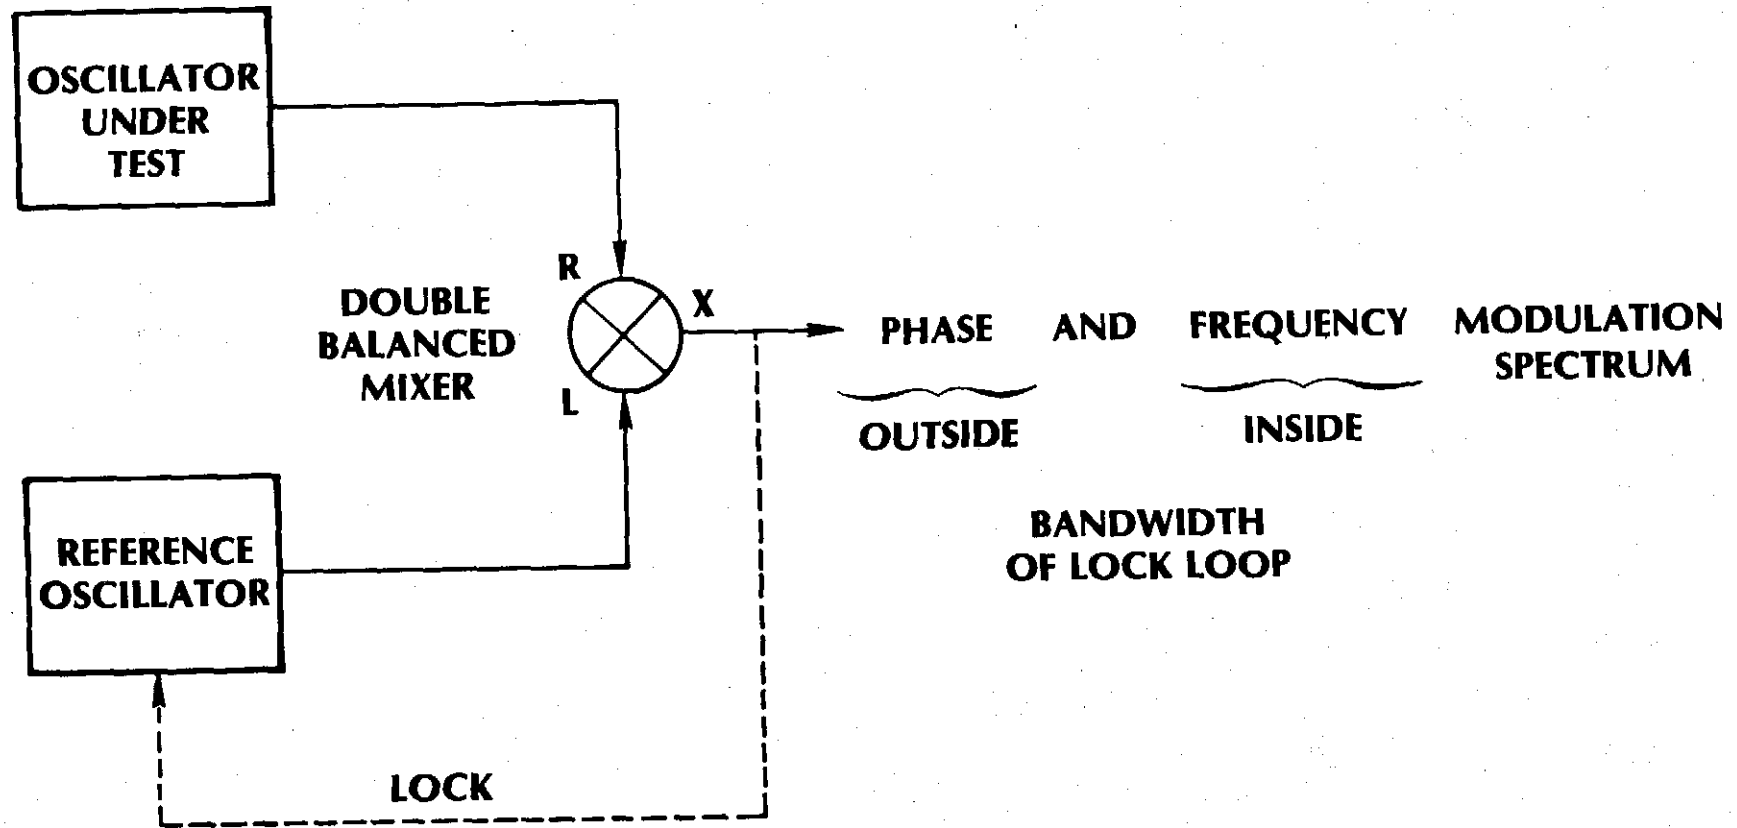 OSCILLATOR
UNDER
TEST
R
X
DOUBLE
BALANCED
MIXER
L
PHASE AND FREQUENCY MODULATION
SPECTRUM
OUTSIDE INSIDE
BANDWIDTH
OF LOCK LOOP
REFERENCE
OSCILLATOR
LOCK